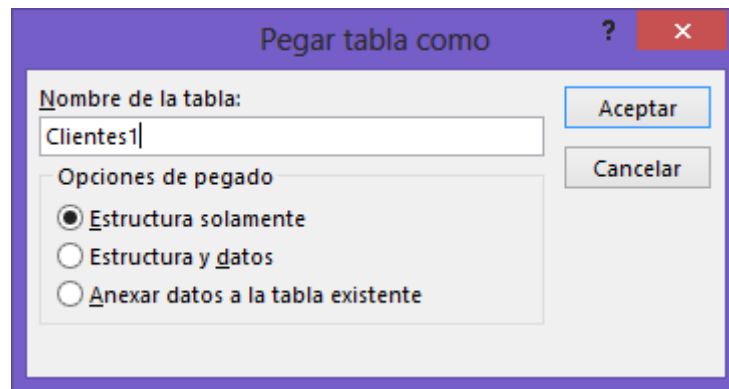 Pegar tabla como
?
Nombre de la tabla:
Aceptar
Clientes1
Cancelar
Opciones de pegado
Estructura solamente
Estructura y datos
Anexar datos a la tabla existente